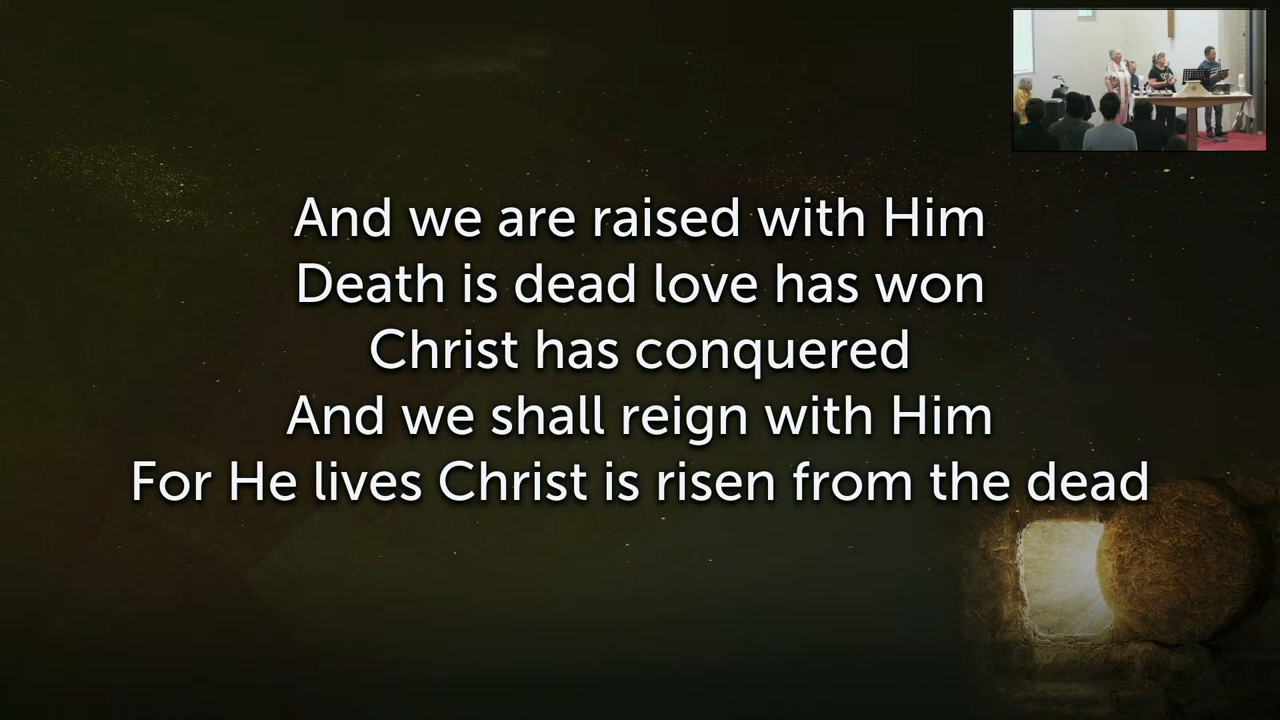 And we are raised with Him
Death is dead love has won
Christ has conquered
And we shall reign with Him
For He lives Christ is risen from the dead